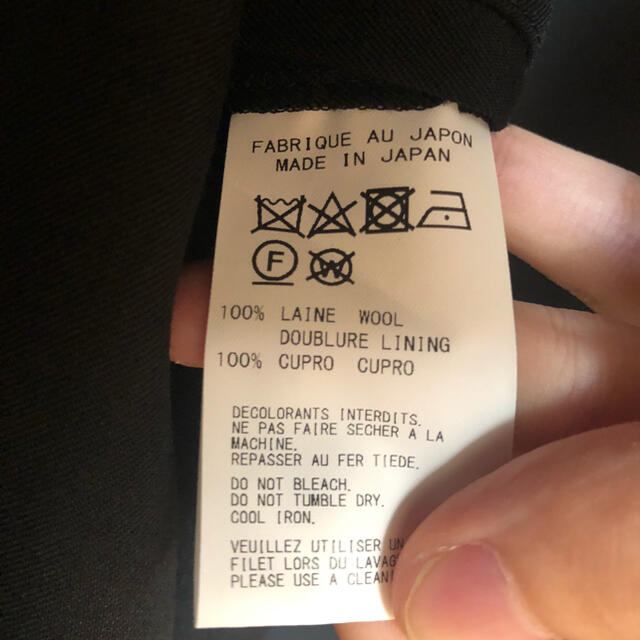 FABRIQUE AU JAPON
MADE IN JAPAN
F W
100% LAINE WOOL
DOUBLURE LINING
100% CUPRO CUPRO
DECOLORANTS INTERDITS.
NE PAS FAIRE SECHER A LA
MACHINE.
REPASSER AU FER TIEDE.
DO NOT BLEACH.
DO NOT TUMBLE DRY.
COOL IRON.
VEUILLEZ UTILISER
FILET LORS DU
PLEASE USE A